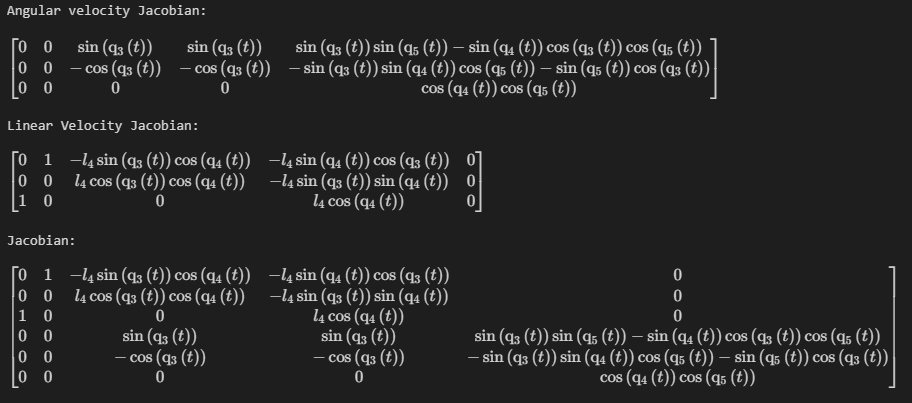 Angular velocity Jacobian:
[0 0 sin (q₃ (t)) sin (q₃ (t)) sin (q₃ (t)) sin (q₅ (t)) − sin (q₄ (t)) cos (q₃ (t)) cos (q₅ (t))]
[0 0 − cos (q₃ (t)) − cos (q₃ (t)) − sin (q₃ (t)) sin (q₄ (t)) cos (q₅ (t)) − sin (q₅ (t)) cos (q₃ (t))]
[0 0 0 0 cos (q₄ (t)) cos (q₅ (t))]
Linear Velocity Jacobian:
[0 1 −l₄ sin (q₃ (t)) cos (q₄ (t)) −l₄ sin (q₄ (t)) cos (q₃ (t)) 0]
[0 0 l₄ cos (q₃ (t)) cos (q₄ (t)) −l₄ sin (q₃ (t)) sin (q₄ (t)) 0]
[1 0 0 l₄ cos (q₄ (t)) 0]
Jacobian:
[0 1 −l₄ sin (q₃ (t)) cos (q₄ (t)) −l₄ sin (q₄ (t)) cos (q₃ (t)) 0]
[0 0 l₄ cos (q₃ (t)) cos (q₄ (t)) −l₄ sin (q₃ (t)) sin (q₄ (t)) 0]
[1 0 0 l₄ cos (q₄ (t)) 0]
[0 0 sin (q₃ (t)) sin (q₃ (t)) sin (q₃ (t)) sin (q₅ (t)) − sin (q₄ (t)) cos (q₃ (t)) cos (q₅ (t))]
[0 0 − cos (q₃ (t)) − cos (q₃ (t)) − sin (q₃ (t)) sin (q₄ (t)) cos (q₅ (t)) − sin (q₅ (t)) cos (q₃ (t))]
[0 0 0 0 cos (q₄ (t)) cos (q₅ (t))]